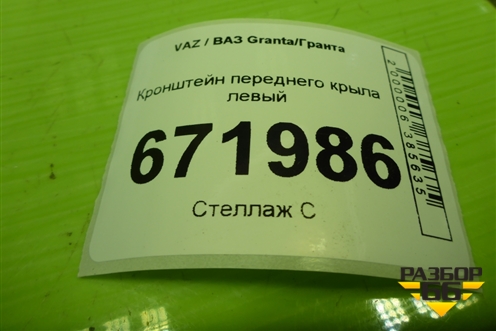 VAZ / ВАЗ Granta/Гранта
Кронштейн переднего крыла
левый
671986
Стеллаж С
2000006385635
РАЗБОР
66